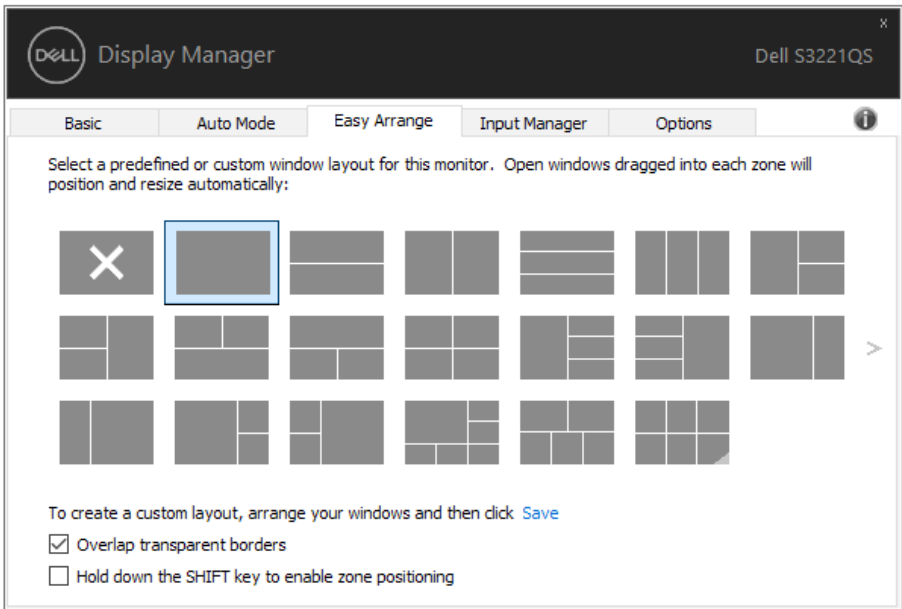 x
DELL Display Manager Dell S3221QS
Basic Auto Mode Easy Arrange Input Manager Options
Select a predefined or custom window layout for this monitor. Open windows dragged into each zone will
position and resize automatically:
>
To create a custom layout, arrange your windows and then click Save
Overlap transparent borders
Hold down the SHIFT key to enable zone positioning